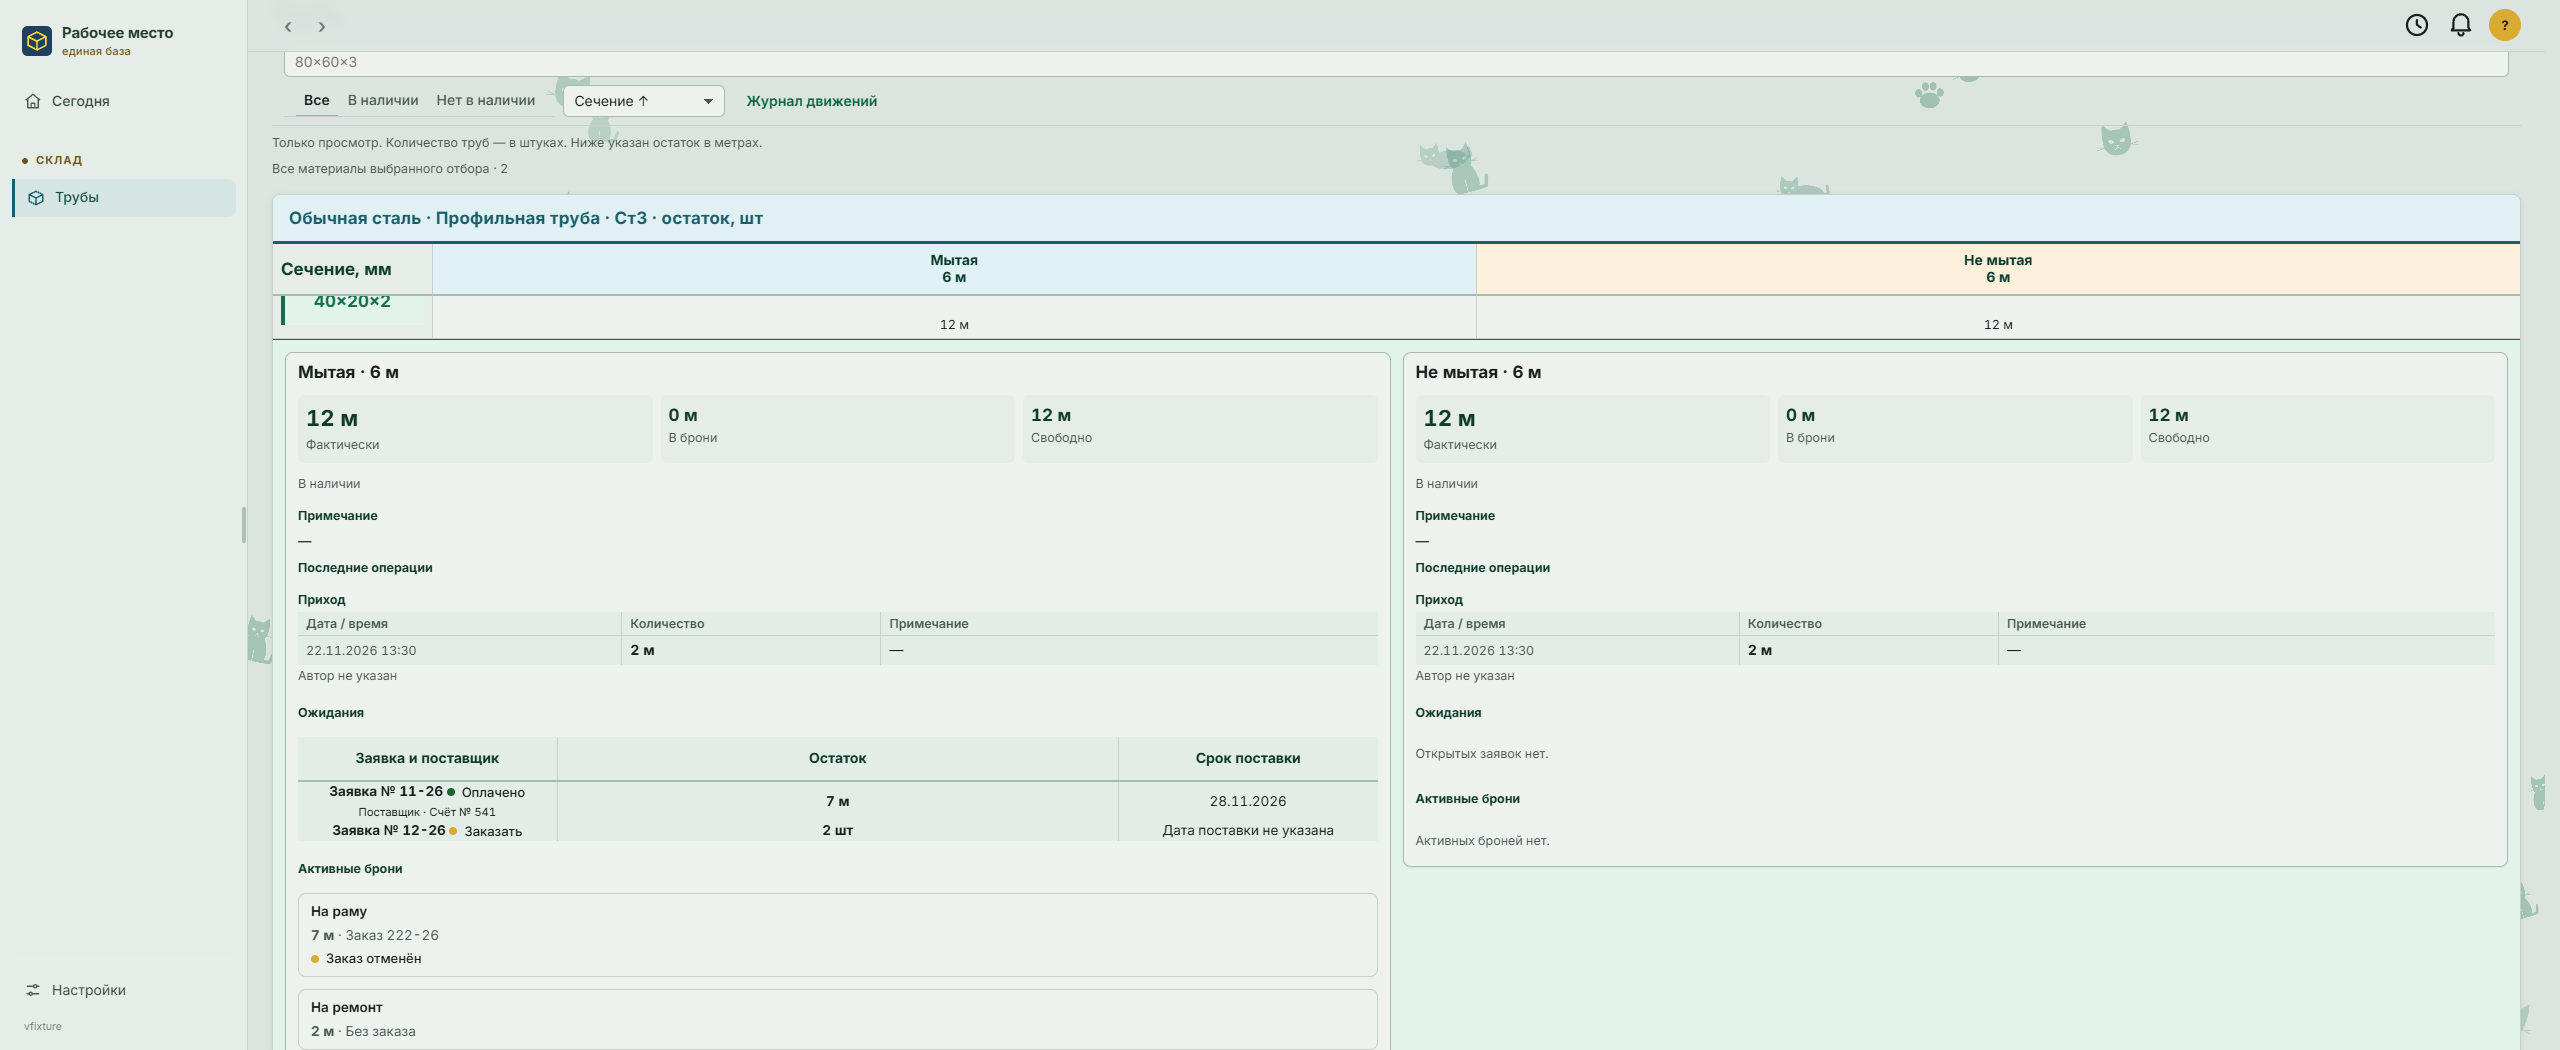 Рабочее место
единая база
Сегодня
СКЛАД
Трубы
Настройки
vfixture
?
80×60×3
Все
В наличии
Нет в наличии
Сечение ↑
Журнал движений
Только просмотр. Количество труб — в штуках. Ниже указан остаток в метрах.
Все материалы выбранного отбора · 2
Обычная сталь · Профильная труба · Ст3 · остаток, шт
Сечение, мм
Мытая
6 м
Не мытая
6 м
40×20×2
12 м
12 м
Мытая · 6 м
12 м
Фактически
0 м
В брони
12 м
Свободно
В наличии
Примечание
—
Последние операции
Приход
Дата / время
Количество
Примечание
22.11.2026 13:30
2 м
—
Автор не указан
Ожидания
Заявка и поставщик
Остаток
Срок поставки
Заявка № 11-26 ● Оплачено
Поставщик · Счёт № 541
7 м
28.11.2026
Заявка № 12-26 ● Заказать
2 шт
Дата поставки не указана
Активные брони
На раму
7 м · Заказ 222-26
Заказ отменён
На ремонт
2 м · Без заказа
Не мытая · 6 м
12 м
Фактически
0 м
В брони
12 м
Свободно
В наличии
Примечание
—
Последние операции
Приход
Дата / время
Количество
Примечание
22.11.2026 13:30
2 м
—
Автор не указан
Ожидания
Открытых заявок нет.
Активные брони
Активных броней нет.